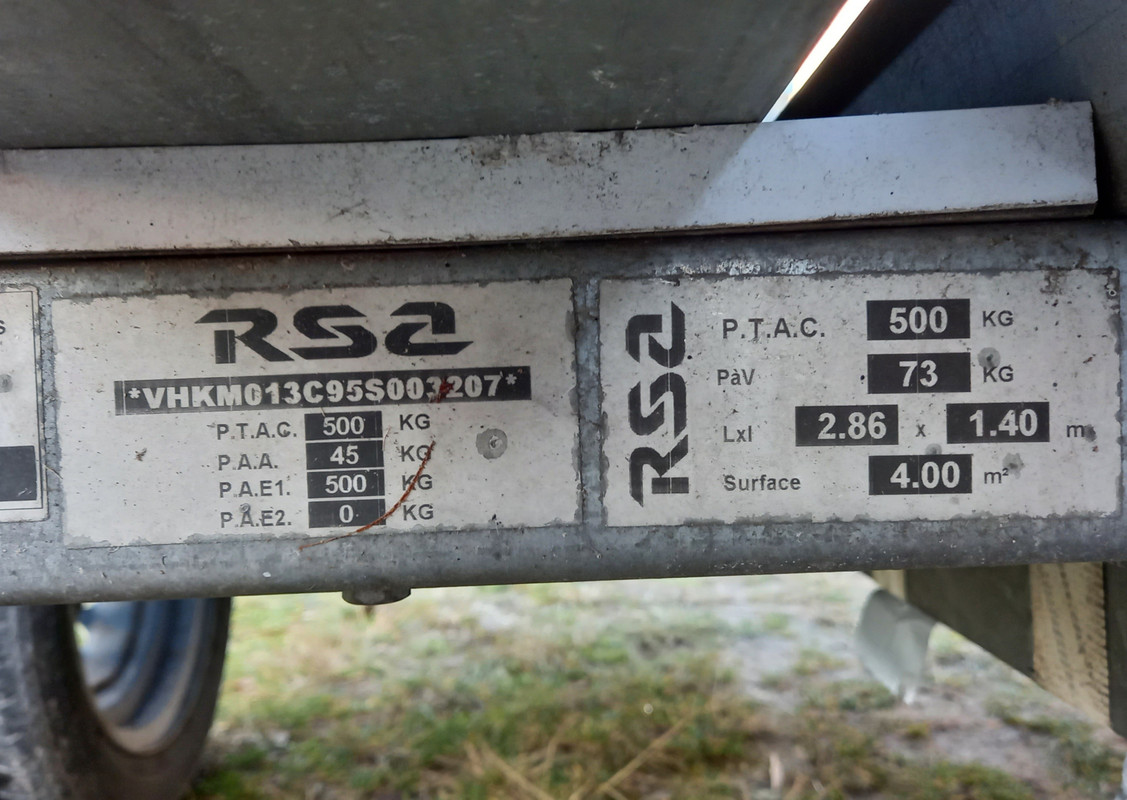 S
RSA
*VHKM013C95S003207*
P.T.A.C. 500 KG
P.A.A. 45 KG
P.A.E1. 500 KG
P.A.E2. 0 KG
RSA
P.T.A.C. 500 KG
PàV 73 KG
Lxl 2.86 x 1.40 m
Surface 4.00 m²